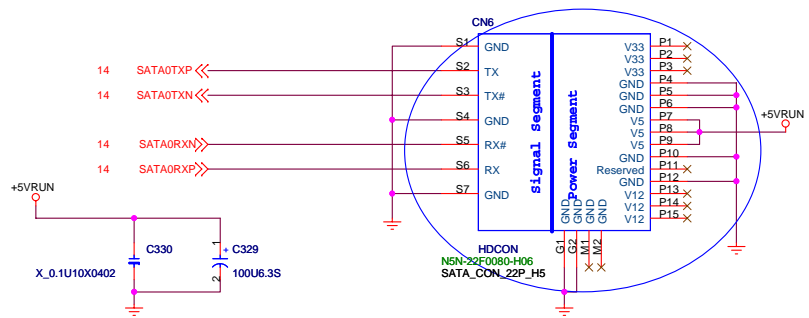 CN6
S1 GND
14 SATA0TXP S2 TX
14 SATA0TXN S3 TX#
S4 GND
14 SATA0RXN S5 RX#
14 SATA0RXP S6 RX
S7 GND
Signal Segment
Power Segment
V33 P1
V33 P2
V33 P3
GND P4
GND P5
GND P6
V5 P7
V5 P8
V5 P9
GND P10
Reserved P11
GND P12
V12 P13
V12 P14
V12 P15
+5VRUN
GND GND GND GND
G1 G2 M1 M2
HDCON
N5N-22F0080-H06
SATA_CON_22P_H5
+5VRUN
C330
X_0.1U10X0402
1
+
C329
100U6.3S
2